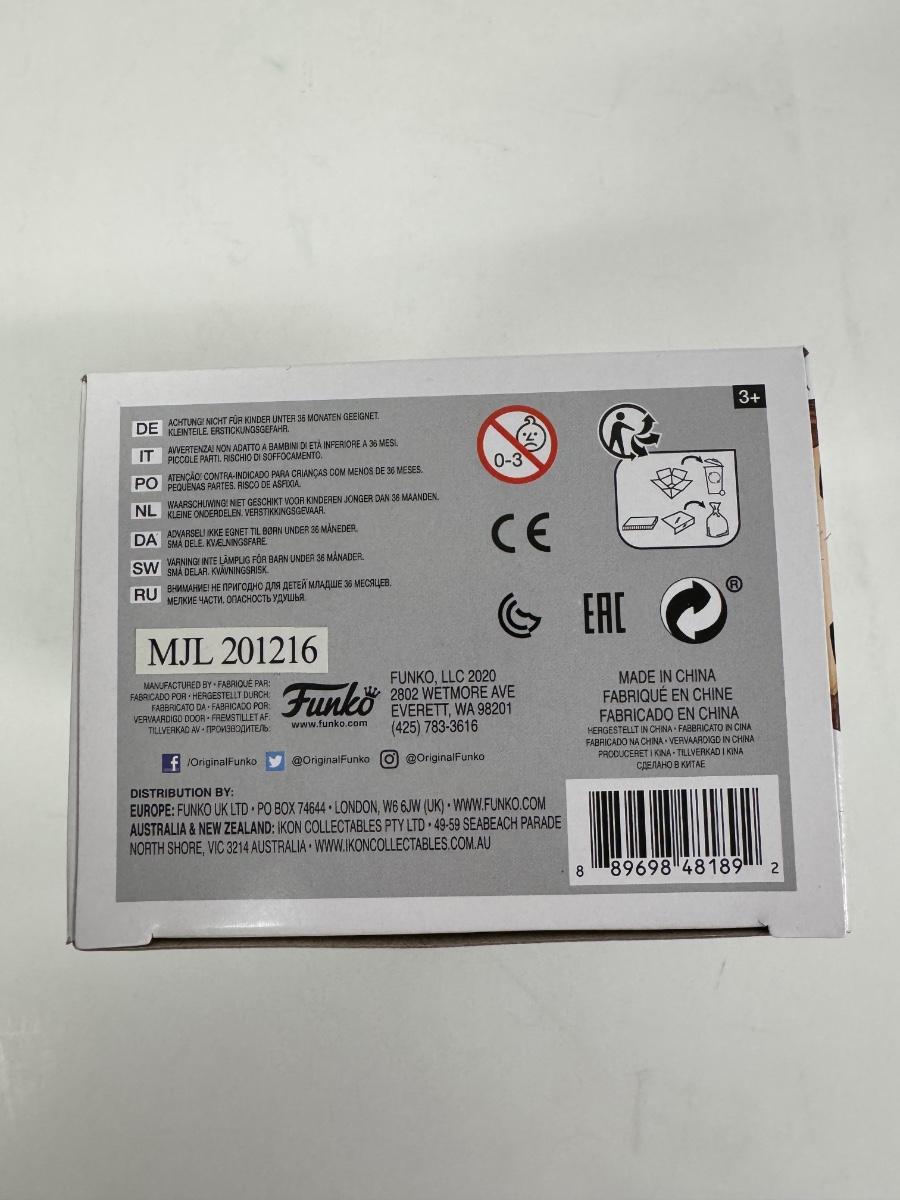 3+
DE ACHTUNG! NICHT FÜR KINDER UNTER 36 MONATEN GEEIGNET.
KLEINTEILE. ERSTICKUNGSGEFAHR.
IT AVVERTENZA! NON ADATTO A BAMBINI DI ETÀ INFERIORE A 36 MESI.
PICCOLE PARTI. RISCHIO DI SOFFOCAMENTO.
PO ATENÇÃO! CONTRA-INDICADO PARA CRIANÇAS COM MENOS DE 36 MESES.
PEQUENAS PARTES. RISCO DE ASFIXIA.
NL WAARSCHUWING! NIET GESCHIKT VOOR KINDEREN JONGER DAN 36 MAANDEN.
KLEINE ONDERDELEN. VERSTIKKINGSGEVAAR.
DA ADVARSEL! IKKE EGNET TIL BØRN UNDER 36 MÅNEDER.
SMÅ DELE. KVÆLNINGSFARE.
SW VARNING! INTE LÄMPLIG FÖR BARN UNDER 36 MÅNADER.
SMÅ DELAR. KVÄVNINGSRISK.
RU ВНИМАНИЕ! НЕ ПРИГОДНО ДЛЯ ДЕТЕЙ МЛАДШЕ 36 МЕСЯЦЕВ.
МЕЛКИЕ ЧАСТИ. ОПАСНОСТЬ УДУШЬЯ.
0-3
CE
EAC
®
MJL 201216
MANUFACTURED BY • FABRIQUÉ PAR:
FABRICADO POR • HERGESTELLT DURCH:
FABBRICATO DA • FABRICADO POR:
VERVAARDIGD DOOR • FREMSTILLET AF:
TILLVERKAD AV • ПРОИЗВОДИТЕЛЬ:
Funko
www.funko.com
FUNKO, LLC 2020
2802 WETMORE AVE
EVERETT, WA 98201
(425) 783-3616
MADE IN CHINA
FABRIQUÉ EN CHINE
FABRICADO EN CHINA
HERGESTELLT IN CHINA • FABBRICATO IN CINA
FABRICADO NA CHINA • VERVAARDIGD IN CHINA
PRODUCERET I KINA • TILLVERKAD I KINA
СДЕЛАНО В КИТАЕ
f /OriginalFunko @OriginalFunko @OriginalFunko
DISTRIBUTION BY:
EUROPE: FUNKO UK LTD • PO BOX 74644 • LONDON, W6 6JW (UK) • WWW.FUNKO.COM
AUSTRALIA & NEW ZEALAND: IKON COLLECTABLES PTY LTD • 49-59 SEABEACH PARADE
NORTH SHORE, VIC 3214 AUSTRALIA • WWW.IKONCOLLECTABLES.COM.AU
8 89698 48189 2